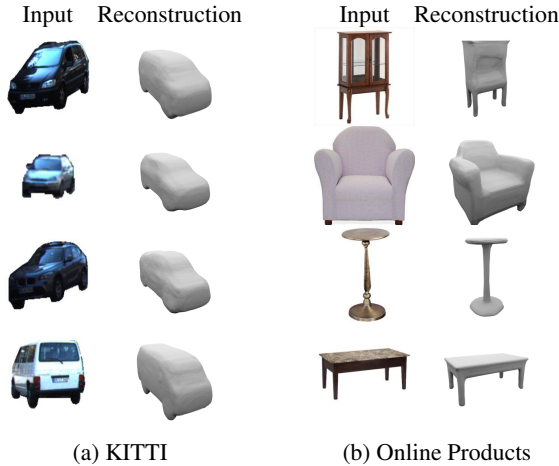 Input Reconstruction
Input Reconstruction
(a) KITTI
(b) Online Products